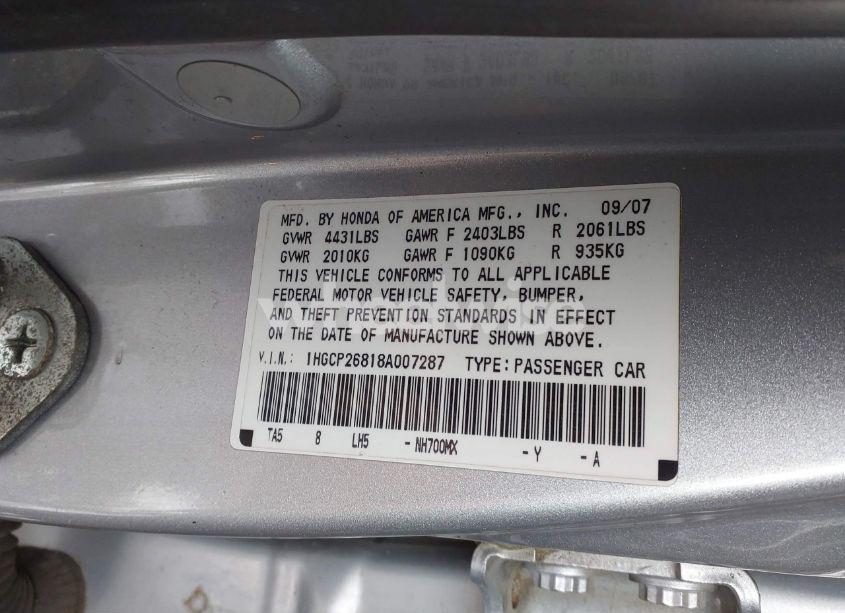 MFD. BY HONDA OF AMERICA MFG., INC. 09/07
GVWR 4431LBS GAWR F 2403LBS R 2061LBS
GVWR 2010KG GAWR F 1090KG R 935KG
THIS VEHICLE CONFORMS TO ALL APPLICABLE
FEDERAL MOTOR VEHICLE SAFETY, BUMPER,
AND THEFT PREVENTION STANDARDS IN EFFECT
ON THE DATE OF MANUFACTURE SHOWN ABOVE.
V.I.N.: 1HGCP26818A007287 TYPE:PASSENGER CAR
TA5 8 LH5 - NH700MX - Y - A